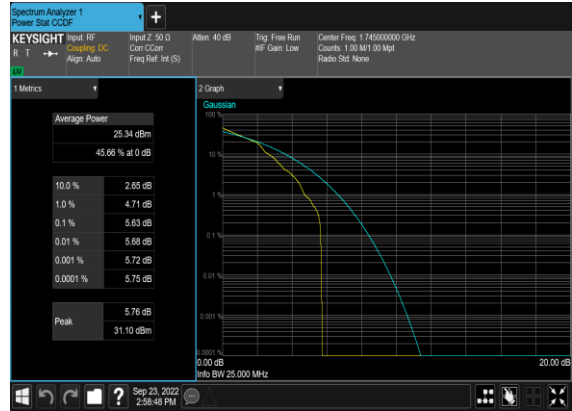 Spectrum Analyzer 1
Power Stat CCDF
KEYSIGHT
R T
Input: RF
Coupling: DC
Align: Auto
Input Z: 50 Ω
Corr CCorr
Freq Ref: Int (S)
Atten: 40 dB
Trig: Free Run
#IF Gain: Low
Center Freq: 1.745000000 GHz
Counts: 1.00 M/1.00 Mpt
Radio Std: None
1 Metrics
Average Power
25.34 dBm
45.66 % at 0 dB
10.0 % 2.65 dB
1.0 % 4.71 dB
0.1 % 5.63 dB
0.01 % 5.68 dB
0.001 % 5.72 dB
0.0001 % 5.75 dB
Peak
5.76 dB
31.10 dBm
2 Graph
Gaussian
100 %
10 %
1 %
0.1 %
0.01 %
0.001 %
0.0001 %
0.00 dB
20.00 dB
Info BW 25.000 MHz
Sep 23, 2022
2:58:48 PM